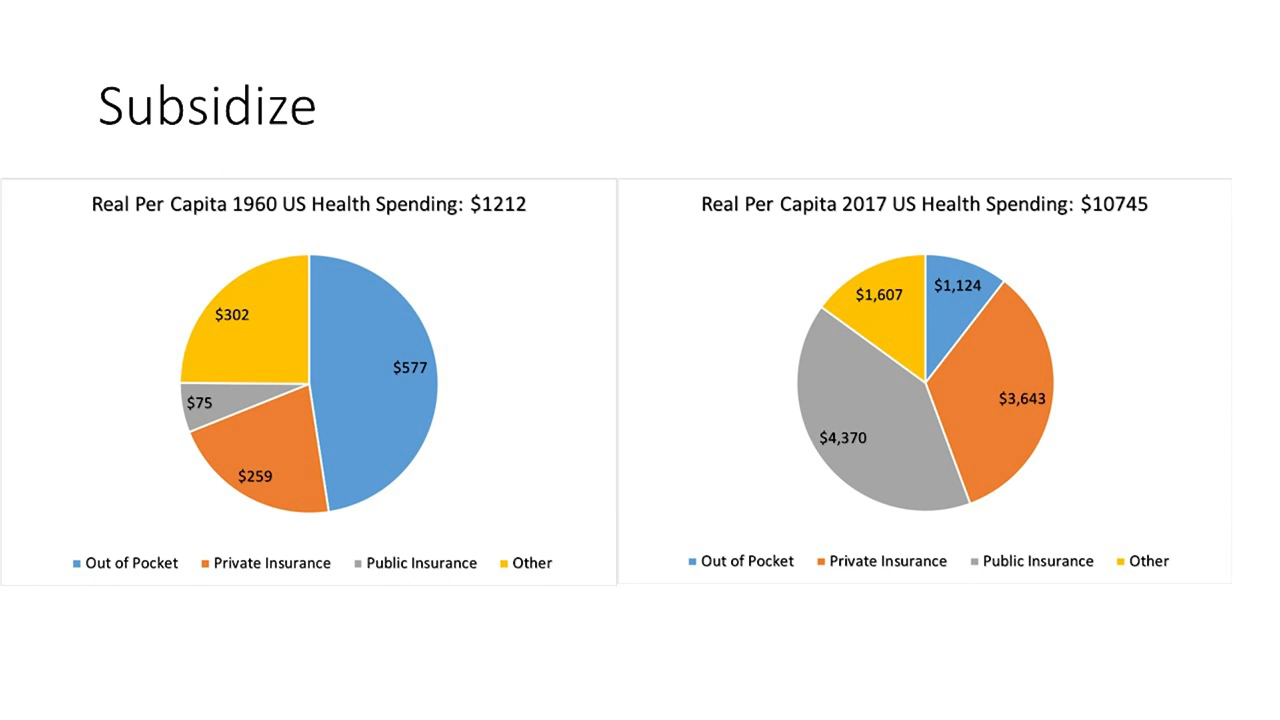 Subsidize
Real Per Capita 1960 US Health Spending: $1212
$302
$577
$75
$259
Out of Pocket Private Insurance Public Insurance Other
Real Per Capita 2017 US Health Spending: $10745
$1,607
$1,124
$3,643
$4,370
Out of Pocket Private Insurance Public Insurance Other